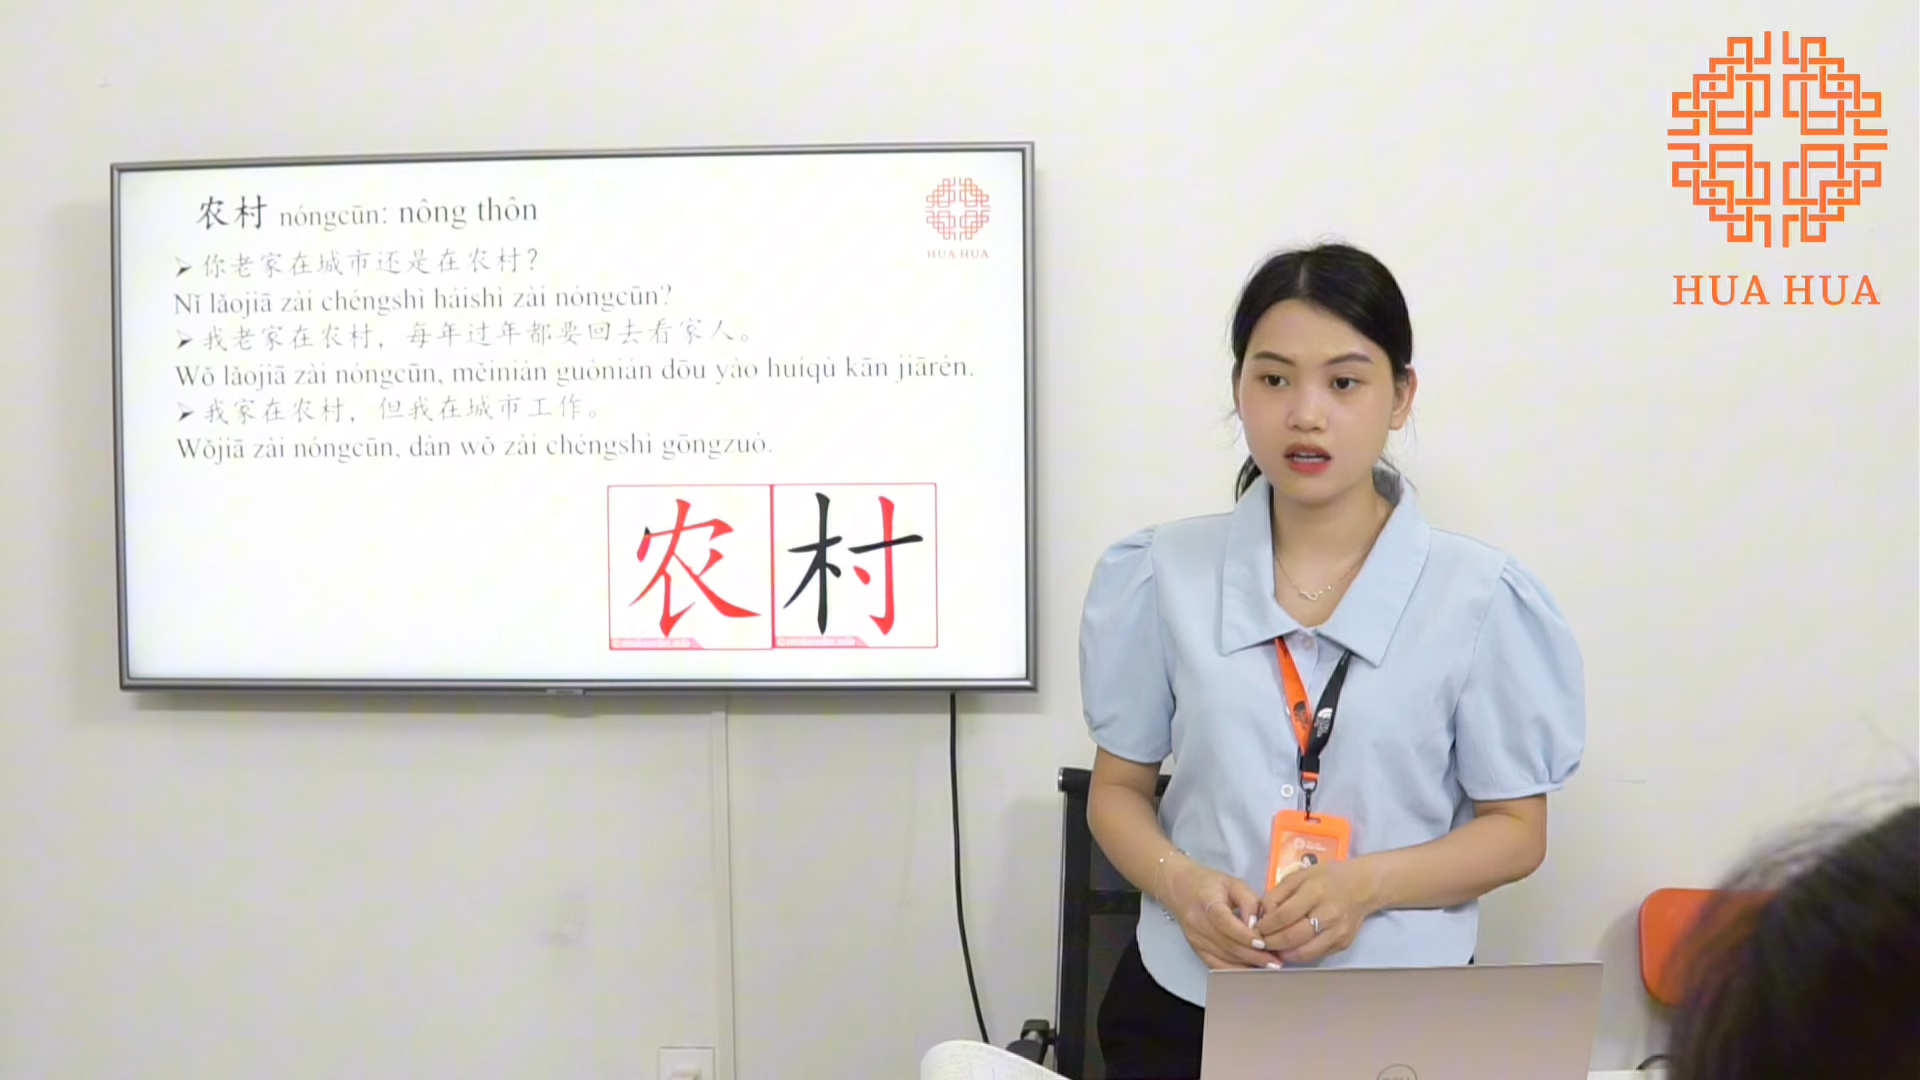 农村 nóngcūn: nông thôn
HUA HUA
➢ 你老家在城市还是在农村？
Nǐ lǎojiā zài chéngshì háishì zài nóngcūn?
➢ 我老家在农村，每年过年都要回去看家人。
Wǒ lǎojiā zài nóngcūn, měinián guònián dōu yào huíqù kān jiārén.
➢ 我家在农村，但我在城市工作。
Wǒjiā zài nóngcūn, dàn wǒ zài chéngshì gōngzuò.
农村
HUA HUA